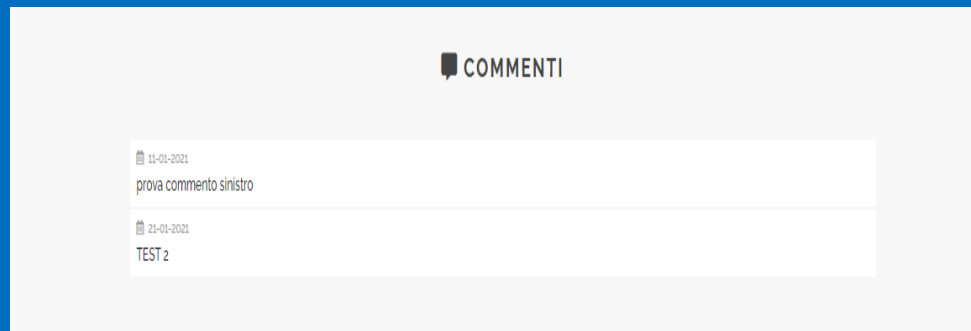 COMMENTI
11-01-2021
prova commento sinistro
21-01-2021
TEST 2